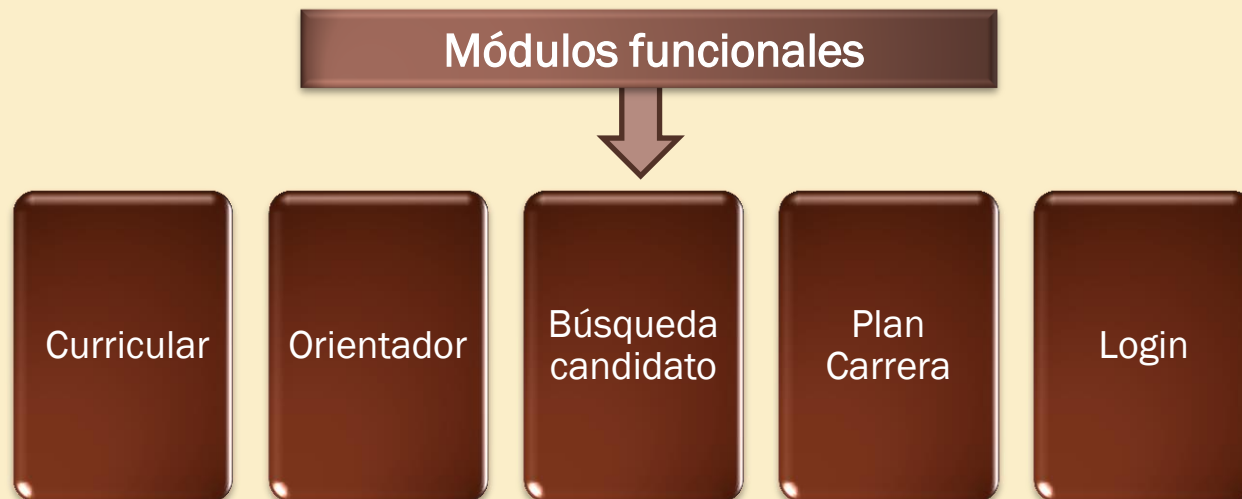 Módulos funcionales
Curricular
Orientador
Búsqueda
candidato
Plan
Carrera
Login